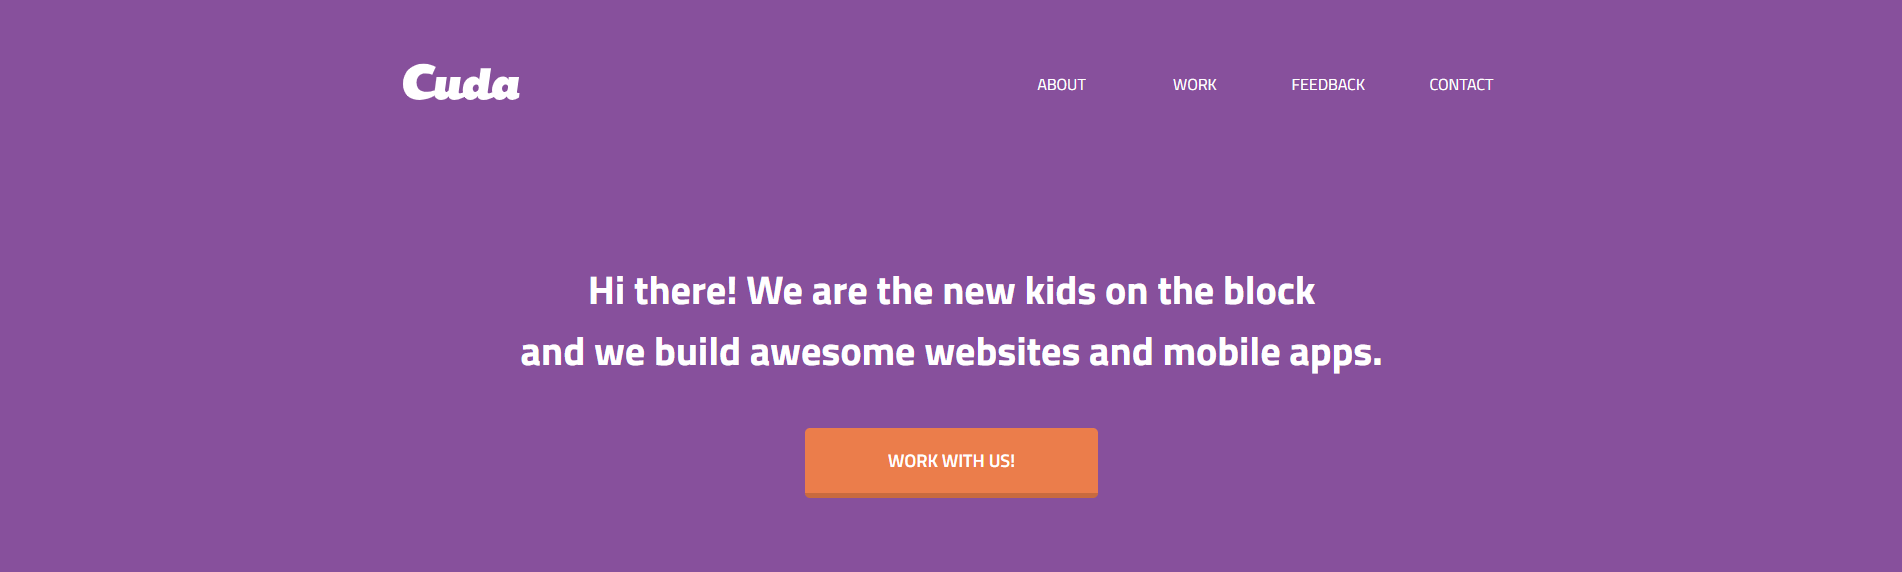 Cuda
ABOUT WORK FEEDBACK CONTACT
Hi there! We are the new kids on the block
and we build awesome websites and mobile apps.
WORK WITH US!